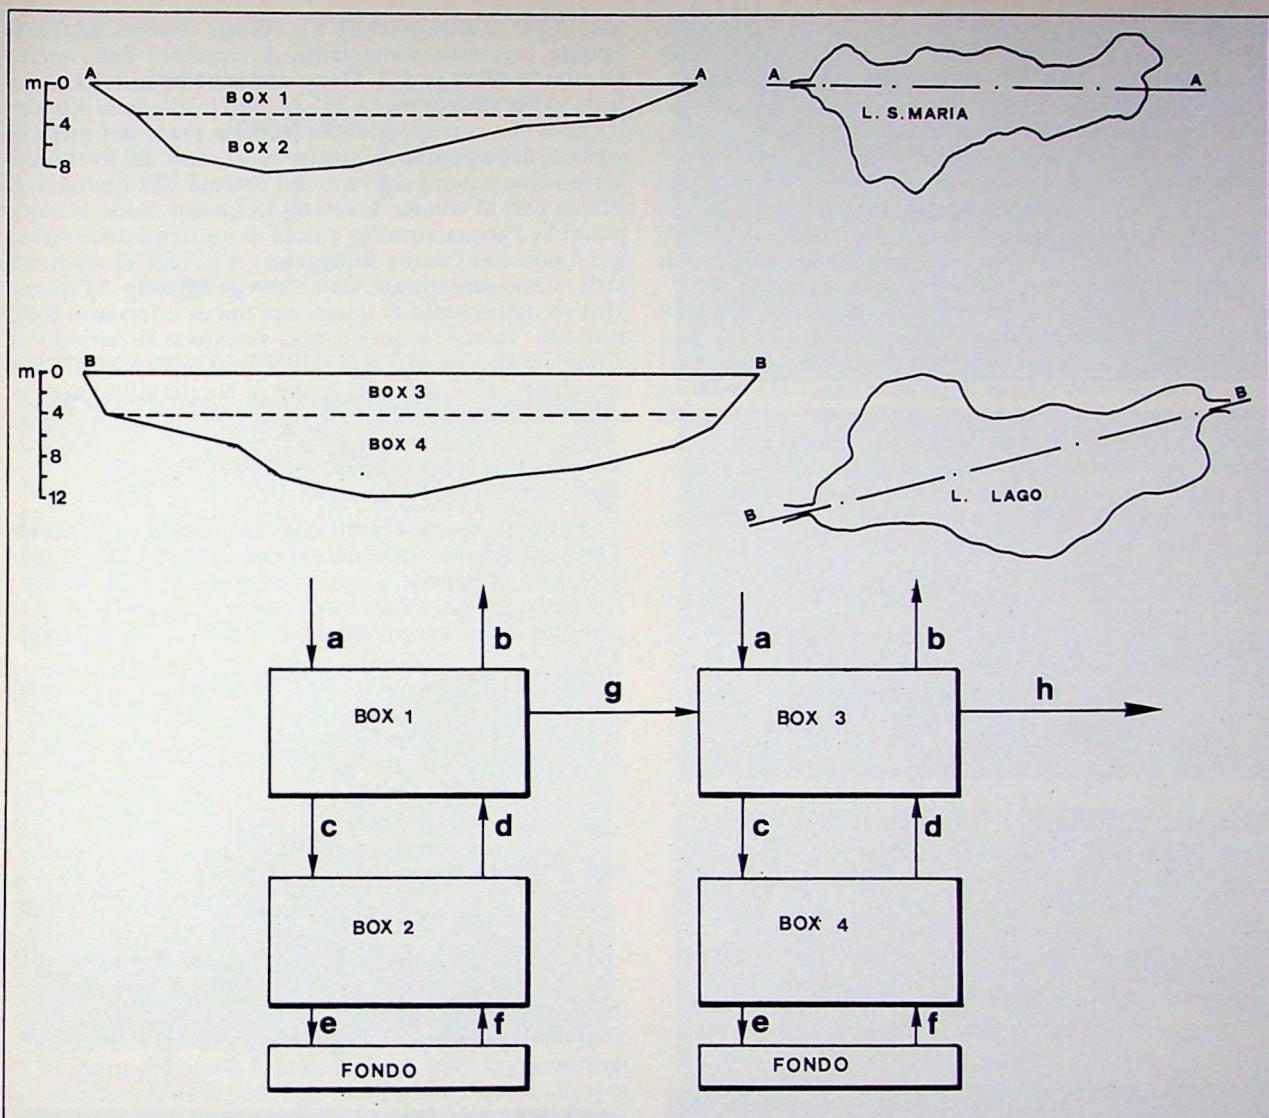 A A
m 0
BOX 1
4
BOX 2
8
A A
L. S. MARIA
B B
m 0
BOX 3
4
BOX 4
8
12
B
L. LAGO
B
a b a b
BOX 1 g BOX 3 h
c d c d
BOX 2 BOX 4
e f e f
FONDO FONDO